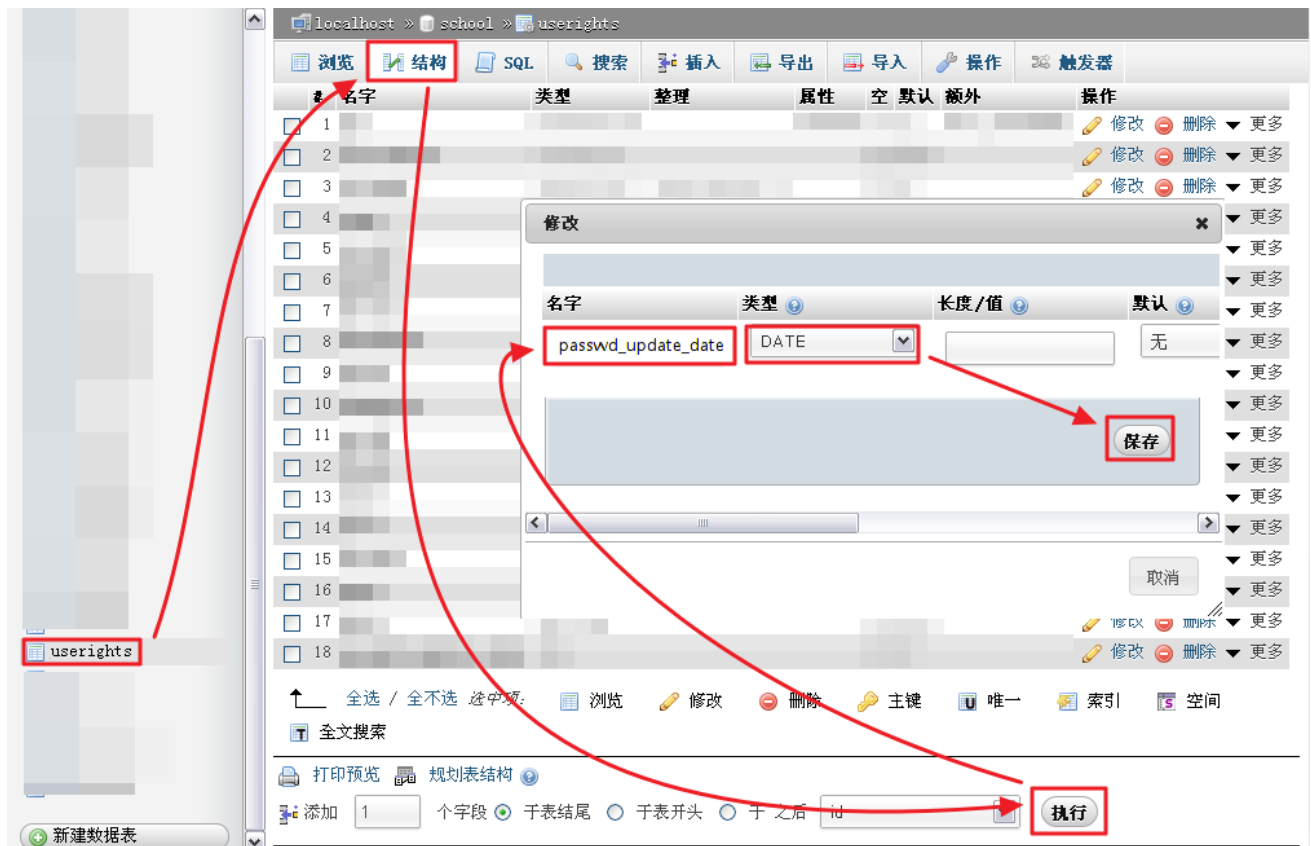 localhost » school » userights
浏览 结构 SQL 搜索 插入 导出 导入 操作 触发器
# 名字 类型 整理 属性 空 默认 额外 操作
1 修改 删除 更多
2 修改 删除 更多
3 修改 删除 更多
4 更多
修改
5 更多
6 更多
名字 类型 长度/值 默认
7 更多
8 更多
passwd_update_date DATE 无
9 更多
10 更多
11 更多
保存
12 更多
13 更多
14 更多
15 更多
取消
16 更多
17 修改 删除 更多
userights
18 修改 删除 更多
全选 / 全不选 选中项: 浏览 修改 删除 主键 唯一 索引 空间
全文搜索
打印预览 规划表结构
添加 1 个字段 于表结尾 于表开头 于 之后 id 执行
新建数据表